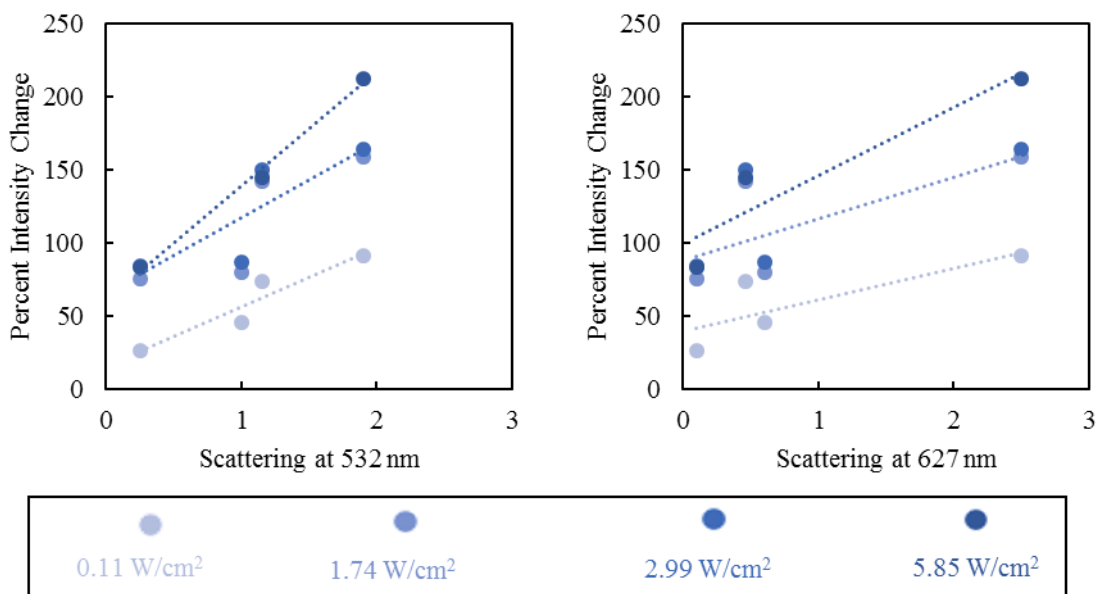 Percent Intensity Change
250
200
150
100
50
0
0 1 2 3
Scattering at 532 nm
Percent Intensity Change
250
200
150
100
50
0
0 1 2 3
Scattering at 627 nm
0.11 W/cm² 1.74 W/cm² 2.99 W/cm² 5.85 W/cm²